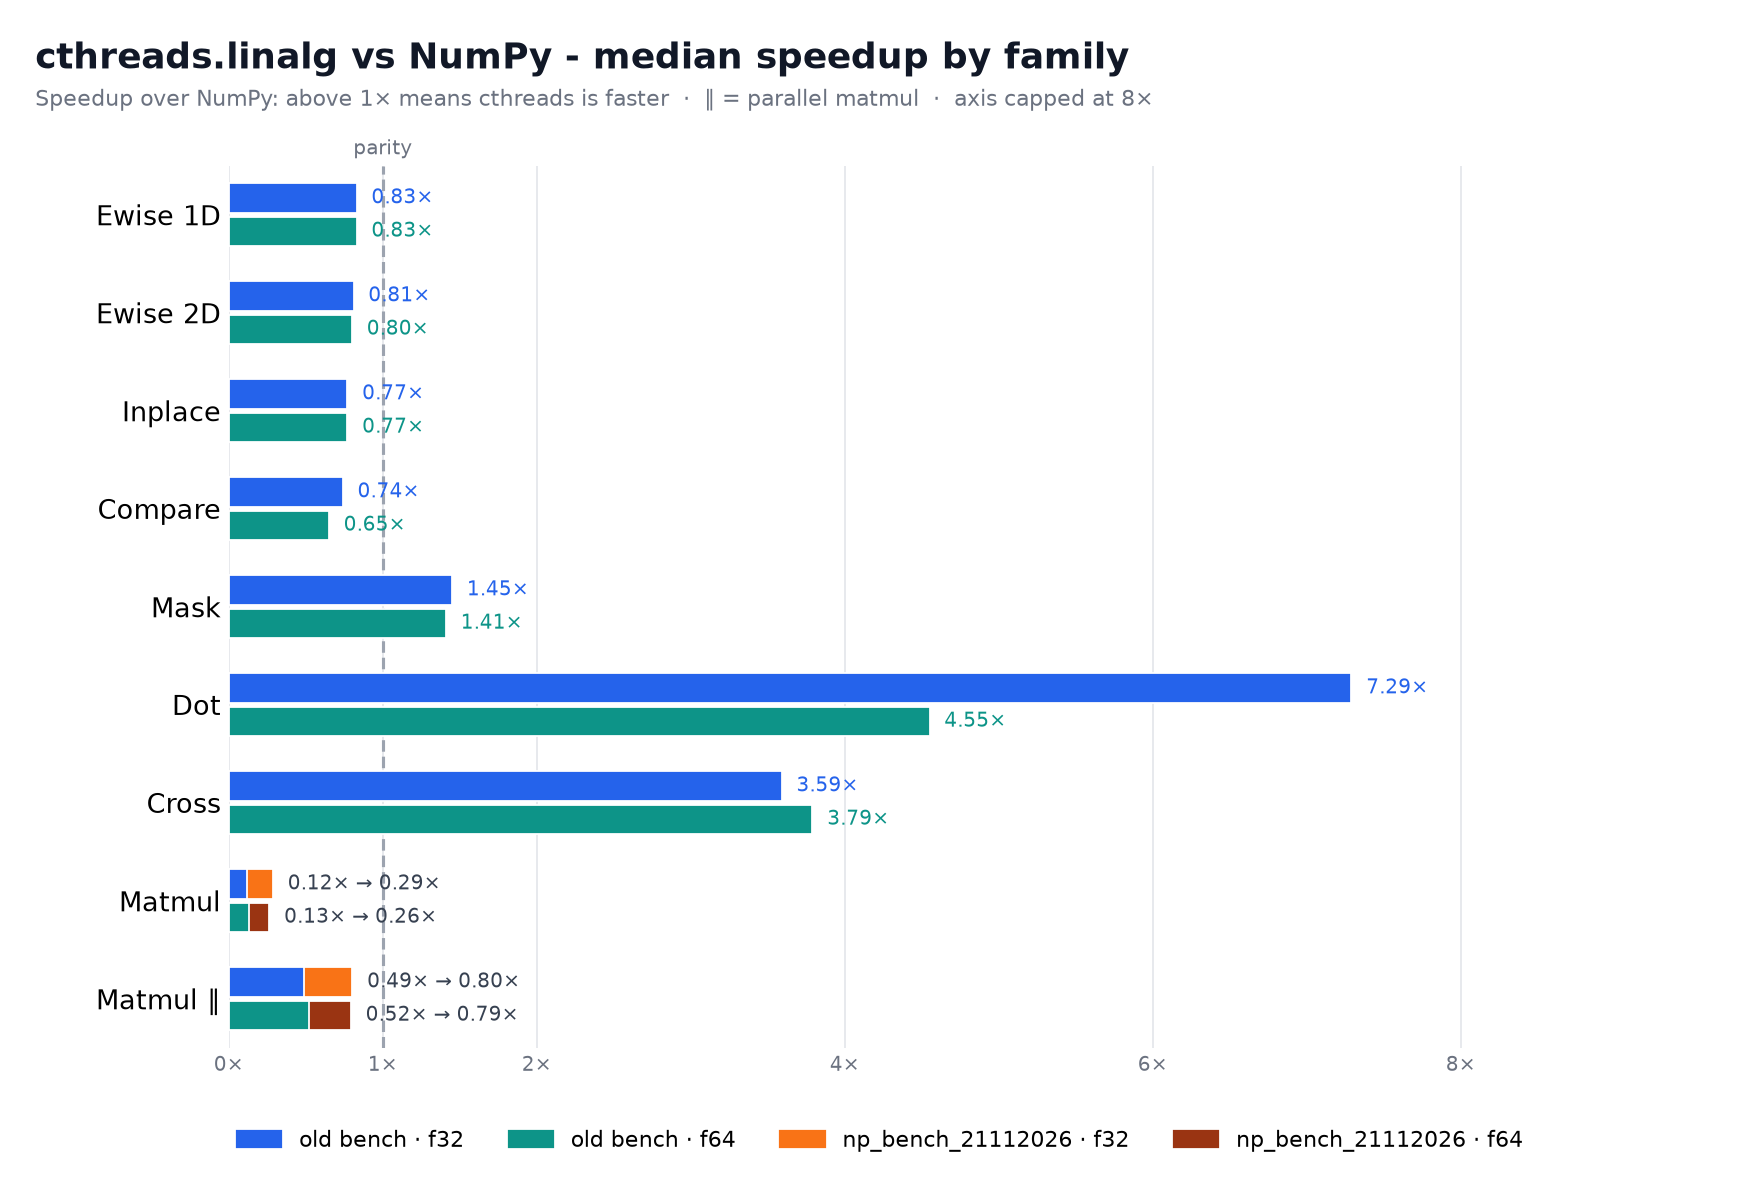 cthreads.linalg vs NumPy - median speedup by family
Speedup over NumPy: above 1× means cthreads is faster · ∥ = parallel matmul · axis capped at 8×
parity
Ewise 1D
0.83×
0.83×
Ewise 2D
0.81×
0.80×
Inplace
0.77×
0.77×
Compare
0.74×
0.65×
Mask
1.45×
1.41×
Dot
7.29×
4.55×
Cross
3.59×
3.79×
Matmul
0.12× → 0.29×
0.13× → 0.26×
Matmul ∥
0.49× → 0.80×
0.52× → 0.79×
0× 1× 2× 4× 6× 8×
old bench · f32 old bench · f64 np_bench_21112026 · f32 np_bench_21112026 · f64